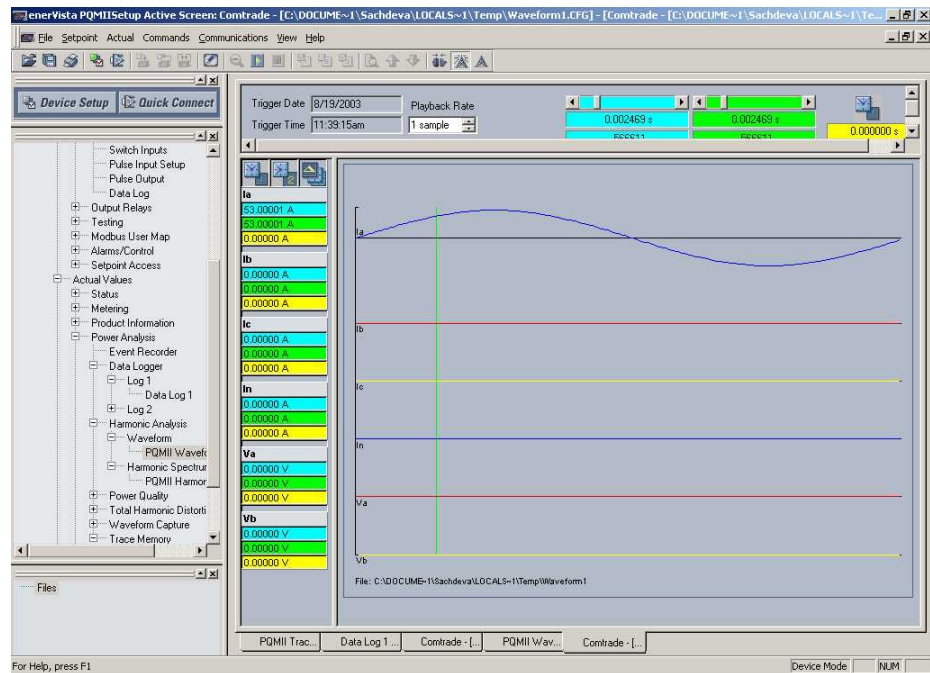 enerVista PQMIISetup Active Screen: Comtrade - [C:\DOCUME~1\Sachdeva\LOCALS~1\Temp\Waveform1.CFG] - [Comtrade - [C:\DOCUME~1\Sachdeva\LOCALS~1\Te...
File Setpoint Actual Commands Communications View Help
Device Setup Quick Connect
Switch Inputs
Pulse Input Setup
Pulse Output
Data Log
Output Relays
Testing
Modbus User Map
Alarms/Control
Setpoint Access
Actual Values
Status
Metering
Product Information
Power Analysis
Event Recorder
Data Logger
Log 1
Data Log 1
Log 2
Harmonic Analysis
Waveform
PQMII Wavefo
Harmonic Spectrur
PQMII Harmor
Power Quality
Total Harmonic Distorti
Waveform Capture
Trace Memory
Files
Trigger Date 8/19/2003 Playback Rate
Trigger Time 11:39:15am 1 sample
0.002469 s 0.002469 s 0.000000 s
Ia
53.00001 A
53.00001 A
0.00000 A
Ib
0.00000 A
0.00000 A
0.00000 A
Ic
0.00000 A
0.00000 A
0.00000 A
In
0.00000 A
0.00000 A
0.00000 A
Va
0.00000 V
0.00000 V
0.00000 V
Vb
0.00000 V
0.00000 V
0.00000 V
Ia
Ib
Ic
In
Va
Vb
File: C:\DOCUME~1\Sachdeva\LOCALS~1\Temp\Waveform1
PQMII Trac... Data Log 1 ... Comtrade - [... PQMII Wav... Comtrade - [...
For Help, press F1 Device Mode NUM